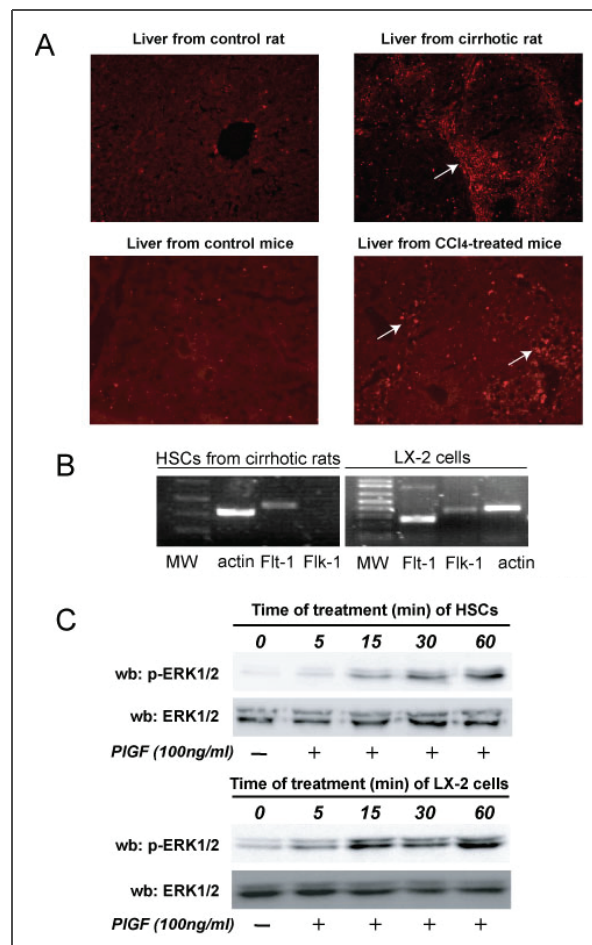 A
Liver from control rat Liver from cirrhotic rat
Liver from control mice Liver from CCl4-treated mice
B
HSCs from cirrhotic rats LX-2 cells
MW actin Flt-1 Flk-1 MW Flt-1 Flk-1 actin
C
Time of treatment (min) of HSCs
0 5 15 30 60
wb: p-ERK1/2
wb: ERK1/2
PlGF (100ng/ml) – + + + +
Time of treatment (min) of LX-2 cells
0 5 15 30 60
wb: p-ERK1/2
wb: ERK1/2
PlGF (100ng/ml) – + + + +